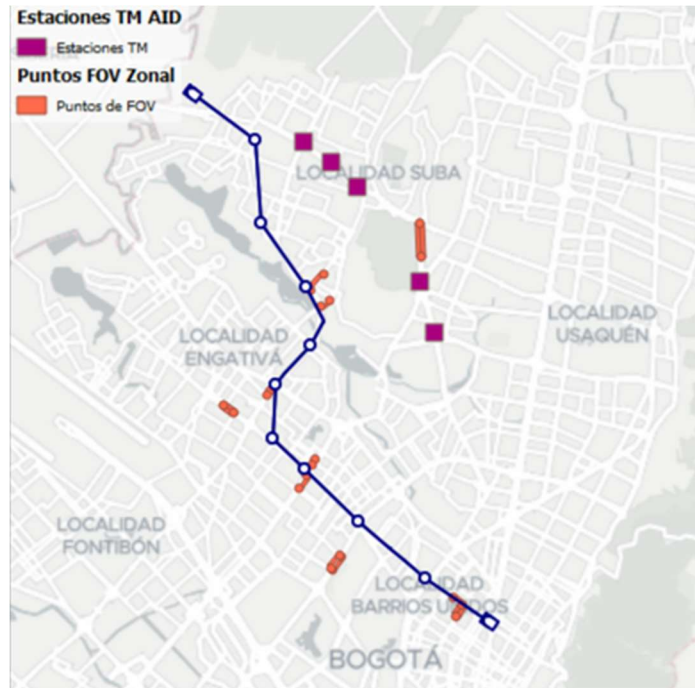 Estaciones TM AID
Estaciones TM
Puntos FOV Zonal
Puntos de FOV
LOCALIDAD SUBA
LOCALIDAD
USAQUÉN
LOCALIDAD
ENGATIVÁ
LOCALIDAD
FONTIBÓN
LOCALIDAD
BARRIOS UNIDOS
BOGOTÁ